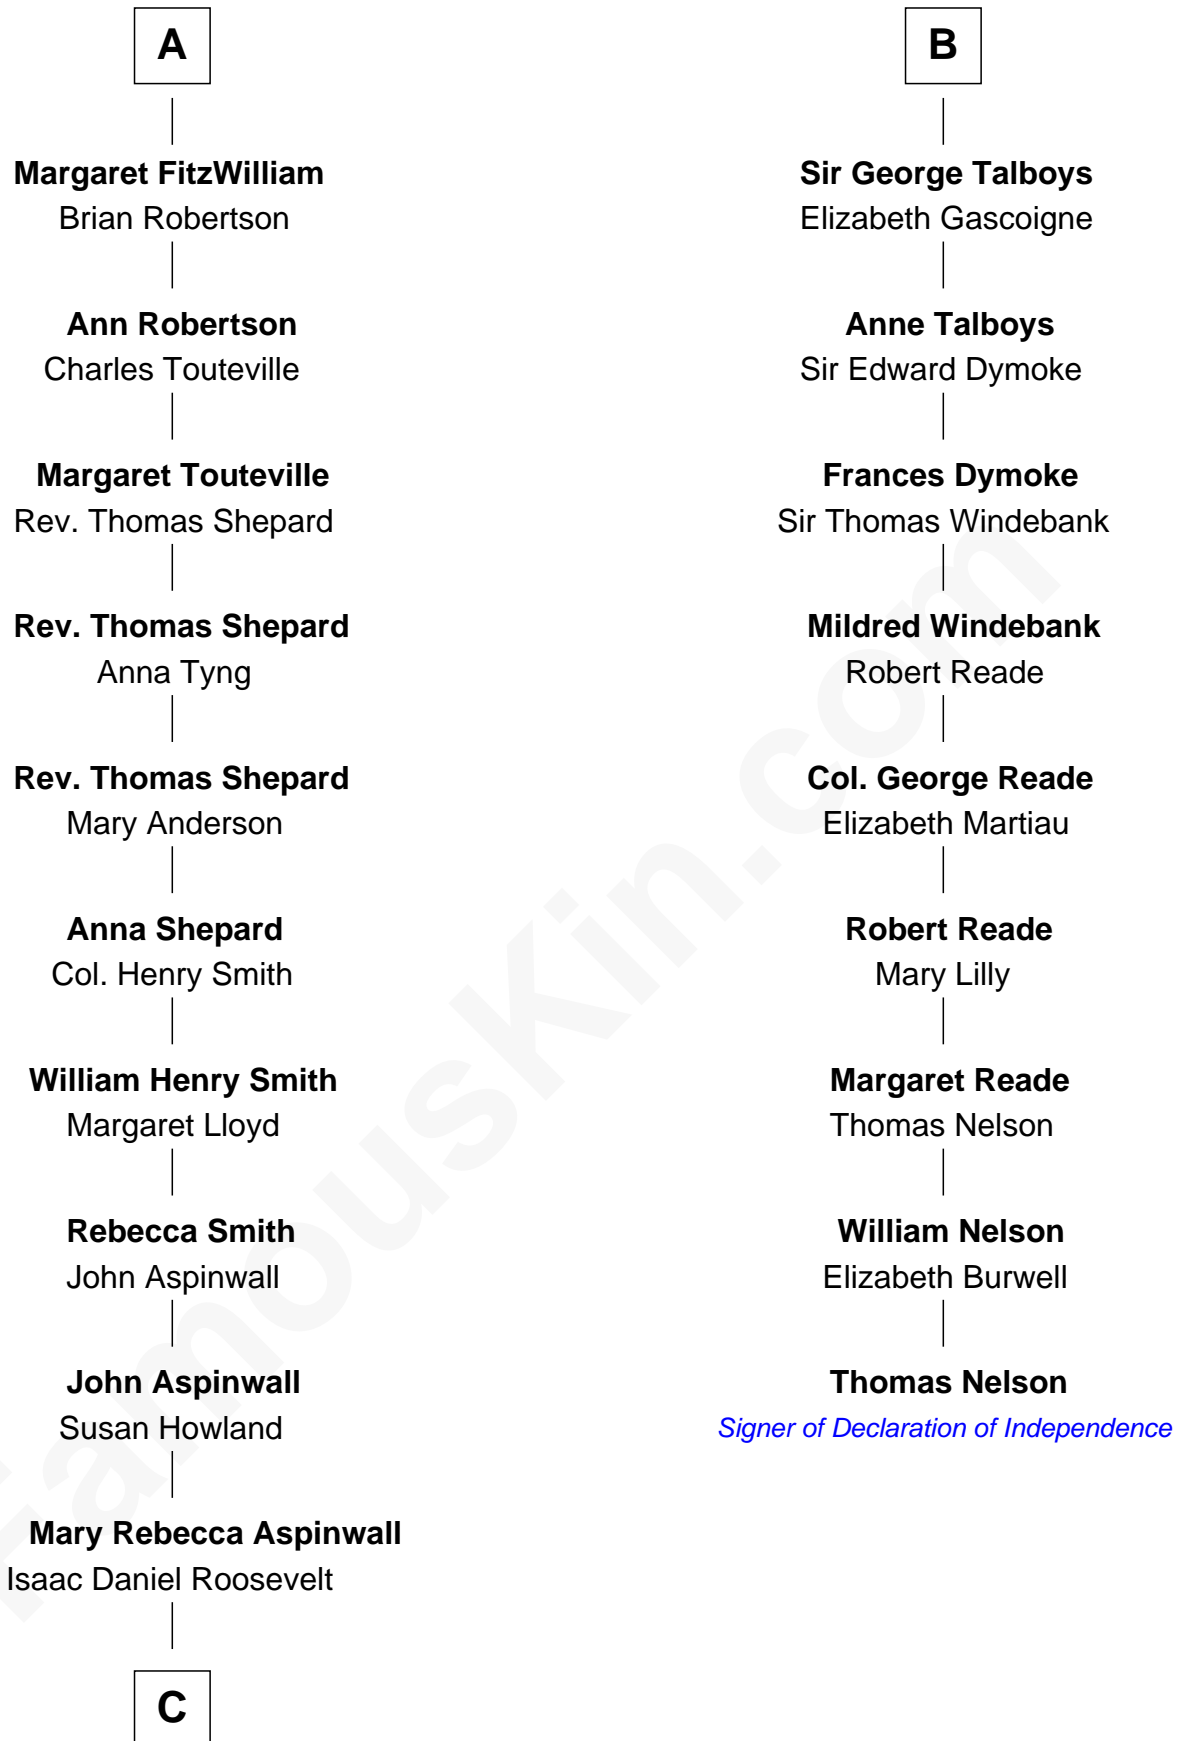 A
Margaret FitzWilliam
Brian Robertson
Ann Robertson
Charles Touteville
Margaret Touteville
Rev. Thomas Shepard
Rev. Thomas Shepard
Anna Tyng
Rev. Thomas Shepard
Mary Anderson
Anna Shepard
Col. Henry Smith
William Henry Smith
Margaret Lloyd
Rebecca Smith
John Aspinwall
John Aspinwall
Susan Howland
Mary Rebecca Aspinwall
Isaac Daniel Roosevelt
C
B
Sir George Talboys
Elizabeth Gascoigne
Anne Talboys
Sir Edward Dymoke
Frances Dymoke
Sir Thomas Windebank
Mildred Windebank
Robert Reade
Col. George Reade
Elizabeth Martiau
Robert Reade
Mary Lilly
Margaret Reade
Thomas Nelson
William Nelson
Elizabeth Burwell
Thomas Nelson
Signer of Declaration of Independence
FamousKin.com